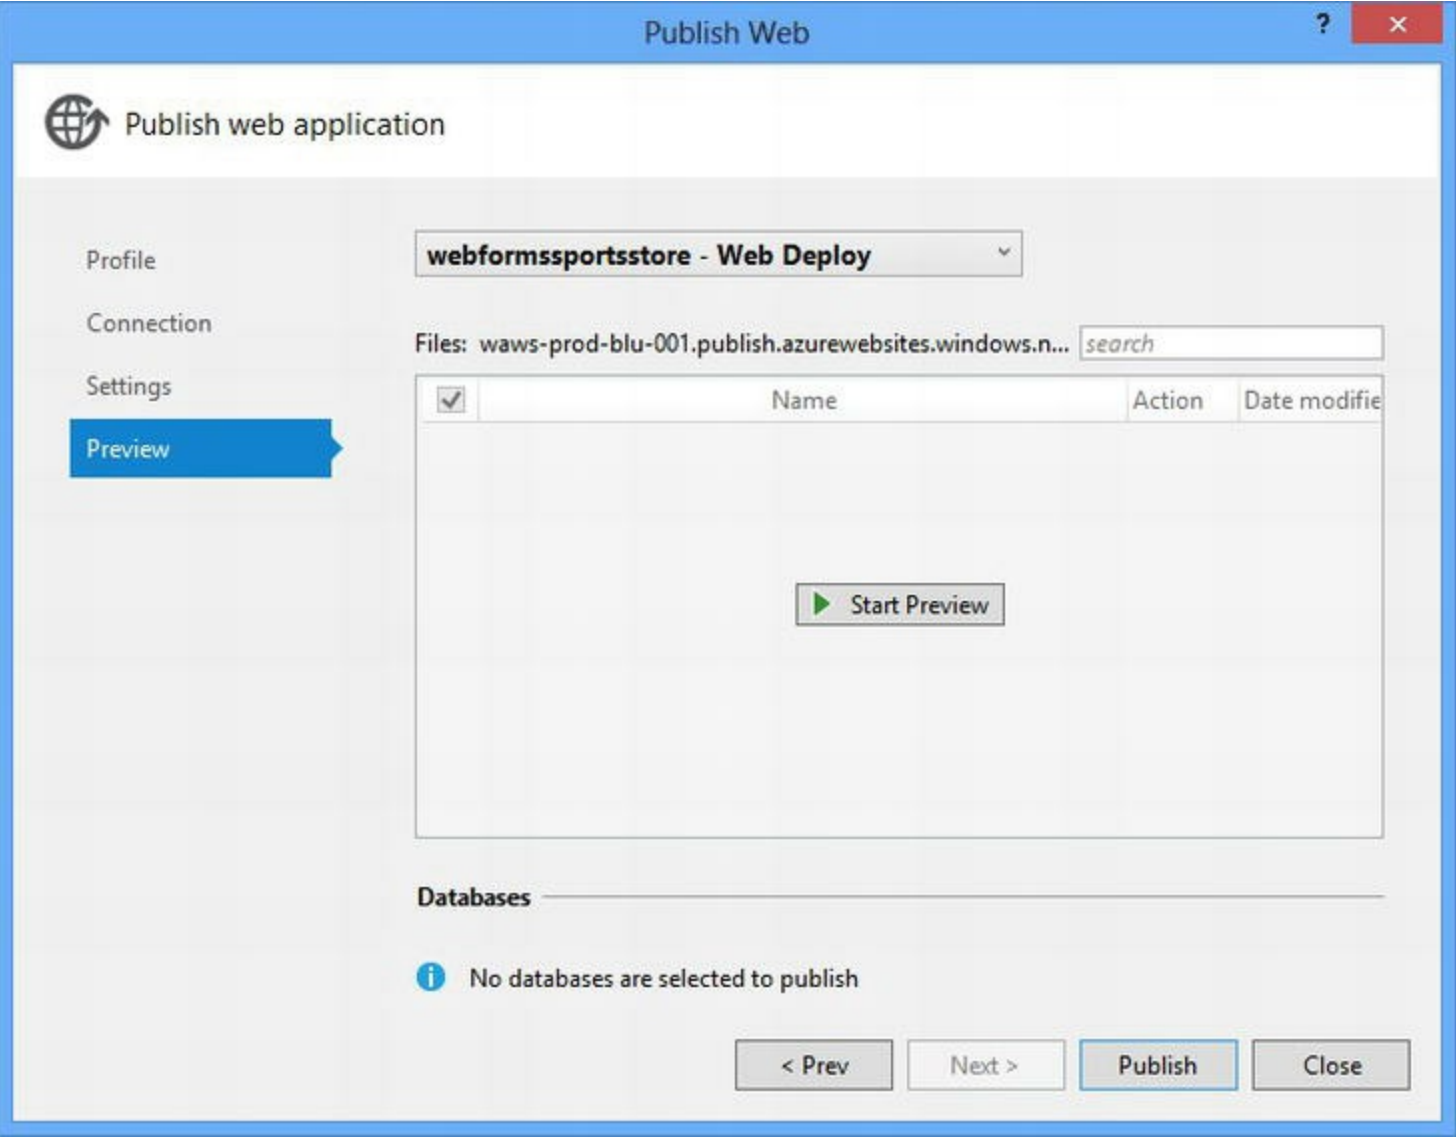 Publish Web
?
Publish web application
Profile
Connection
Settings
Preview
webformssportsstore - Web Deploy
Files: waws-prod-blu-001.publish.azurewebsites.windows.n... search
Name Action Date modifie
Start Preview
Databases
No databases are selected to publish
< Prev Next > Publish Close